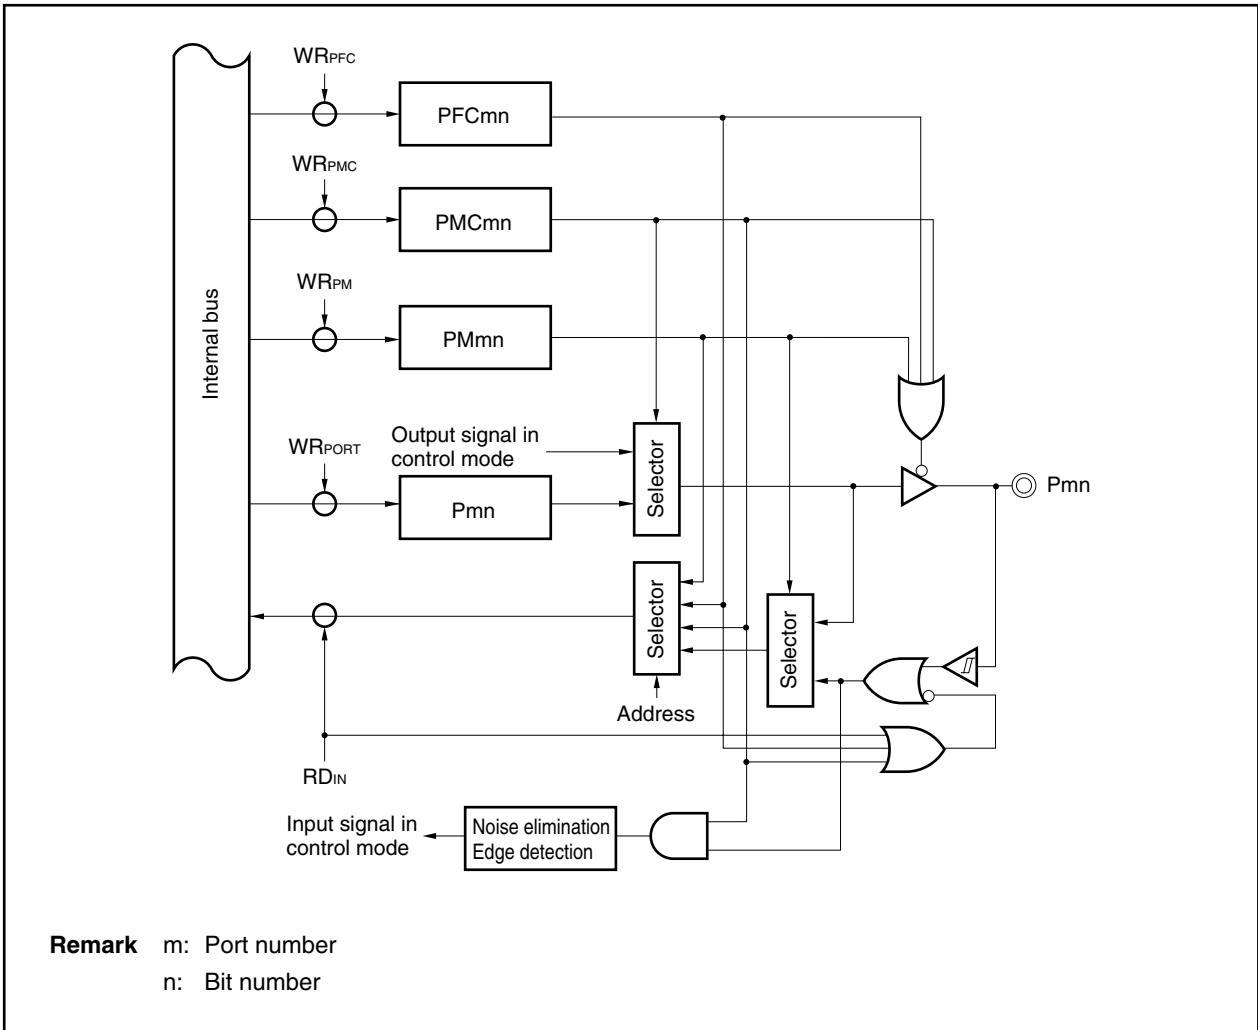 WRPFC
PFCmn
WRPMC
PMCmn
WRPM
PMmn
Internal bus
Output signal in
control mode
WRPORT
Pmn
Selector
Pmn
Selector
Selector
Address
RDIN
Input signal in
control mode
Noise elimination
Edge detection
Remark m: Port number
n: Bit number